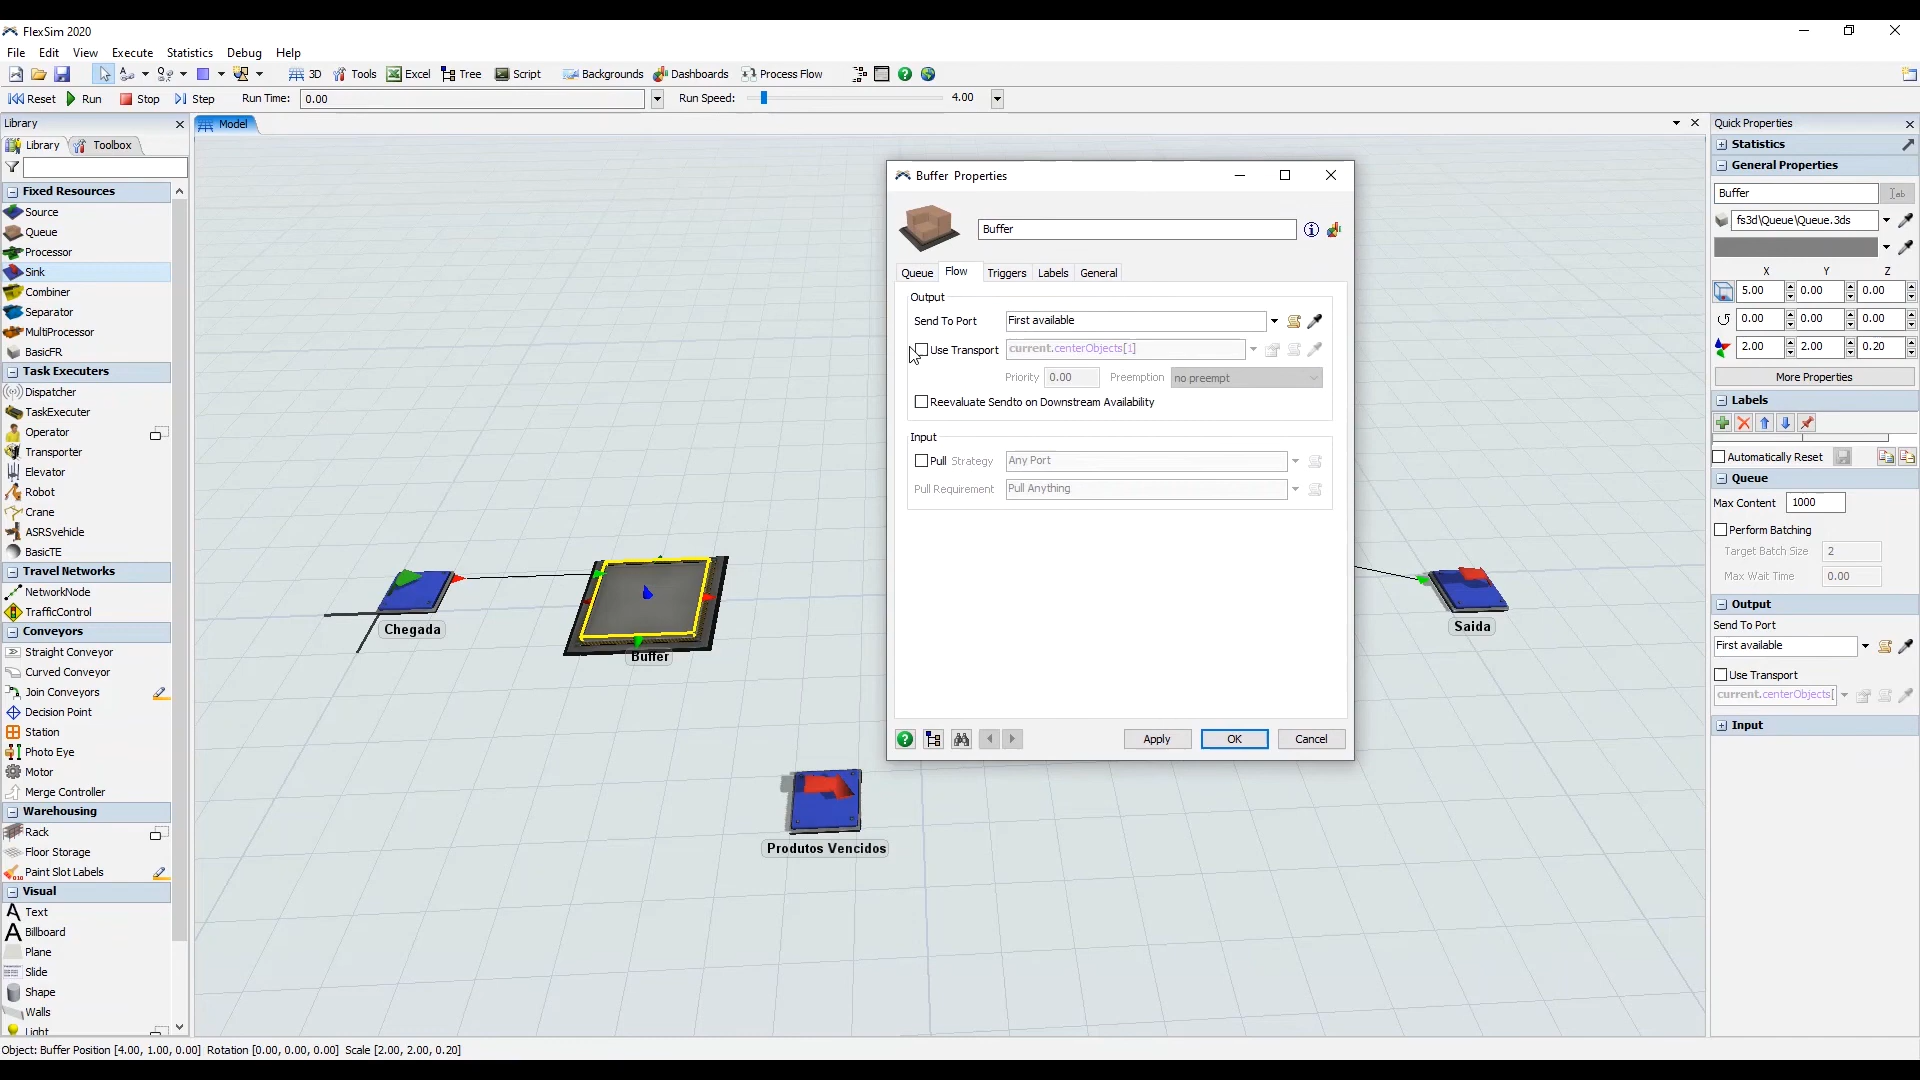 FlexSim 2020
File Edit View Execute Statistics Debug Help
3D Tools Excel Tree Script Backgrounds Dashboards Process Flow
Reset Run Stop Step Run Time: 0.00 Run Speed: 4.00
Library
Library Toolbox
Fixed Resources
Source
Queue
Processor
Sink
Combiner
Separator
MultiProcessor
BasicFR
Task Executers
Dispatcher
TaskExecuter
Operator
Transporter
Elevator
Robot
Crane
ASRSvehicle
BasicTE
Travel Networks
NetworkNode
TrafficControl
Conveyors
Straight Conveyor
Curved Conveyor
Join Conveyors
Decision Point
Station
Photo Eye
Motor
Merge Controller
Warehousing
Rack
Floor Storage
Paint Slot Labels
Visual
Text
Billboard
Plane
Slide
Shape
Walls
Light
Model
Chegada
Buffer
Produtos Vencidos
Saida
Buffer Properties
Buffer
Queue Flow Triggers Labels General
Output
Send To Port First available
Use Transport current.centerObjects[1]
Priority 0.00 Preemption no preempt
Reevaluate Sendto on Downstream Availability
Input
Pull Strategy Any Port
Pull Requirement Pull Anything
Apply OK Cancel
Quick Properties
Statistics
General Properties
Buffer
fs3d\Queue\Queue.3ds
X Y Z
5.00 0.00 0.00
0.00 0.00 0.00
2.00 2.00 0.20
More Properties
Labels
Automatically Reset
Queue
Max Content 1000
Perform Batching
Target Batch Size 2
Max Wait Time 0.00
Output
Send To Port
First available
Use Transport
current.centerObjects[
Input
Object: Buffer Position [4.00, 1.00, 0.00] Rotation [0.00, 0.00, 0.00] Scale [2.00, 2.00, 0.20]